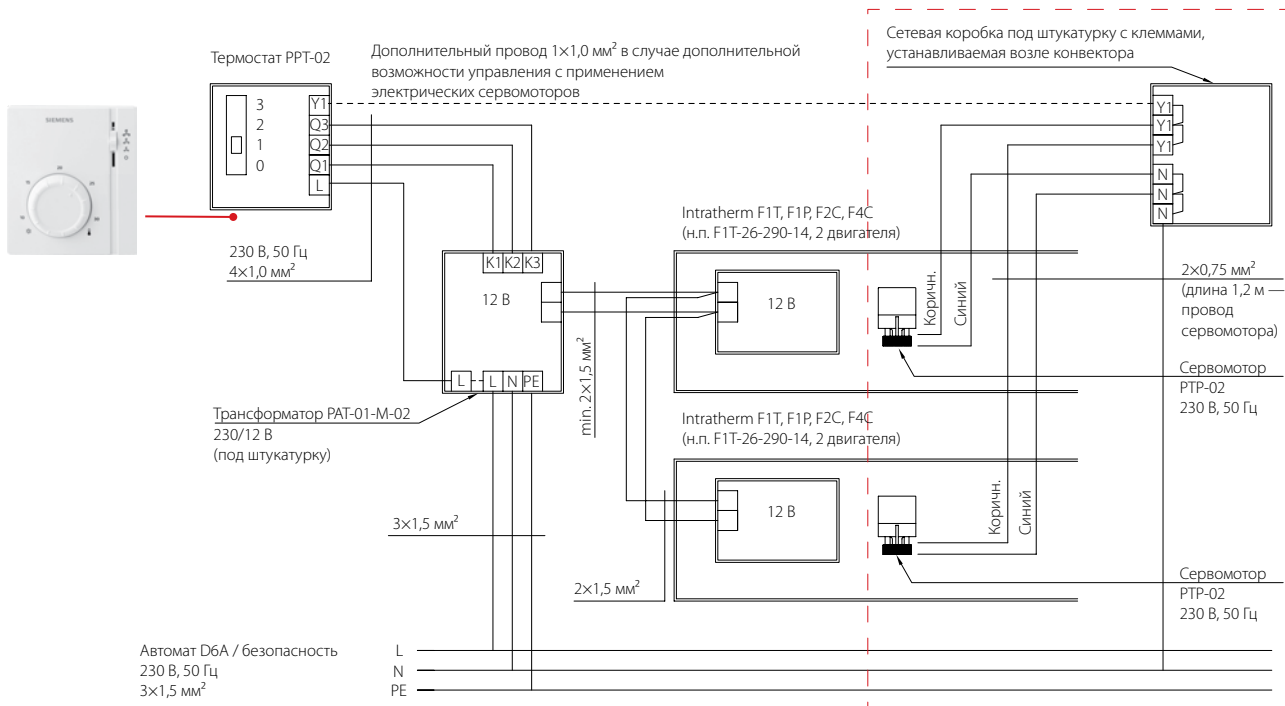 Термостат PPT-02
Дополнительный провод 1×1,0 мм² в случае дополнительной
возможности управления с применением
электрических сервомоторов
Сетевая коробка под штукатурку с клеммами,
устанавливаемая возле конвектора
SIEMENS
3
2
1
0
Y1
Q3
Q2
Q1
L
Y1
Y1
Y1
N
N
N
230 В, 50 Гц
4×1,0 мм²
K1 K2 K3
12 В
L L N PE
Трансформатор PAT-01-M-02
230/12 В
(под штукатурку)
min. 2×1,5 мм²
Intratherm F1T, F1P, F2C, F4C
(н.п. F1T-26-290-14, 2 двигателя)
12 В
Коричн.
Синий
2×0,75 мм²
(длина 1,2 м —
провод
сервомотора)
Сервомотор
PTP-02
230 В, 50 Гц
Intratherm F1T, F1P, F2C, F4C
(н.п. F1T-26-290-14, 2 двигателя)
12 В
Коричн.
Синий
Сервомотор
PTP-02
230 В, 50 Гц
3×1,5 мм²
2×1,5 мм²
Автомат D6A / безопасность
230 В, 50 Гц
3×1,5 мм²
L
N
PE